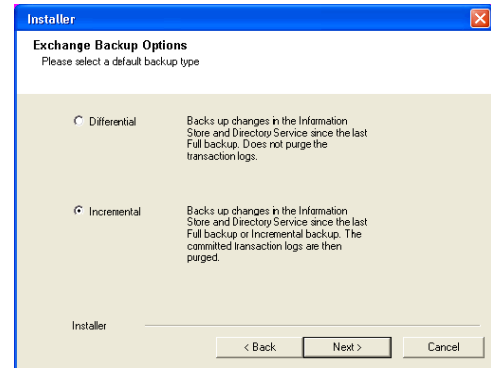 Installer
Exchange Backup Options
Please select a default backup type
Differential
Backs up changes in the Information
Store and Directory Service since the last
Full backup. Does not purge the
transaction logs.
Incremental
Backs up changes in the Information
Store and Directory Service since the last
Full backup or Incremental backup. The
committed transaction logs are then
purged.
Installer
< Back
Next >
Cancel